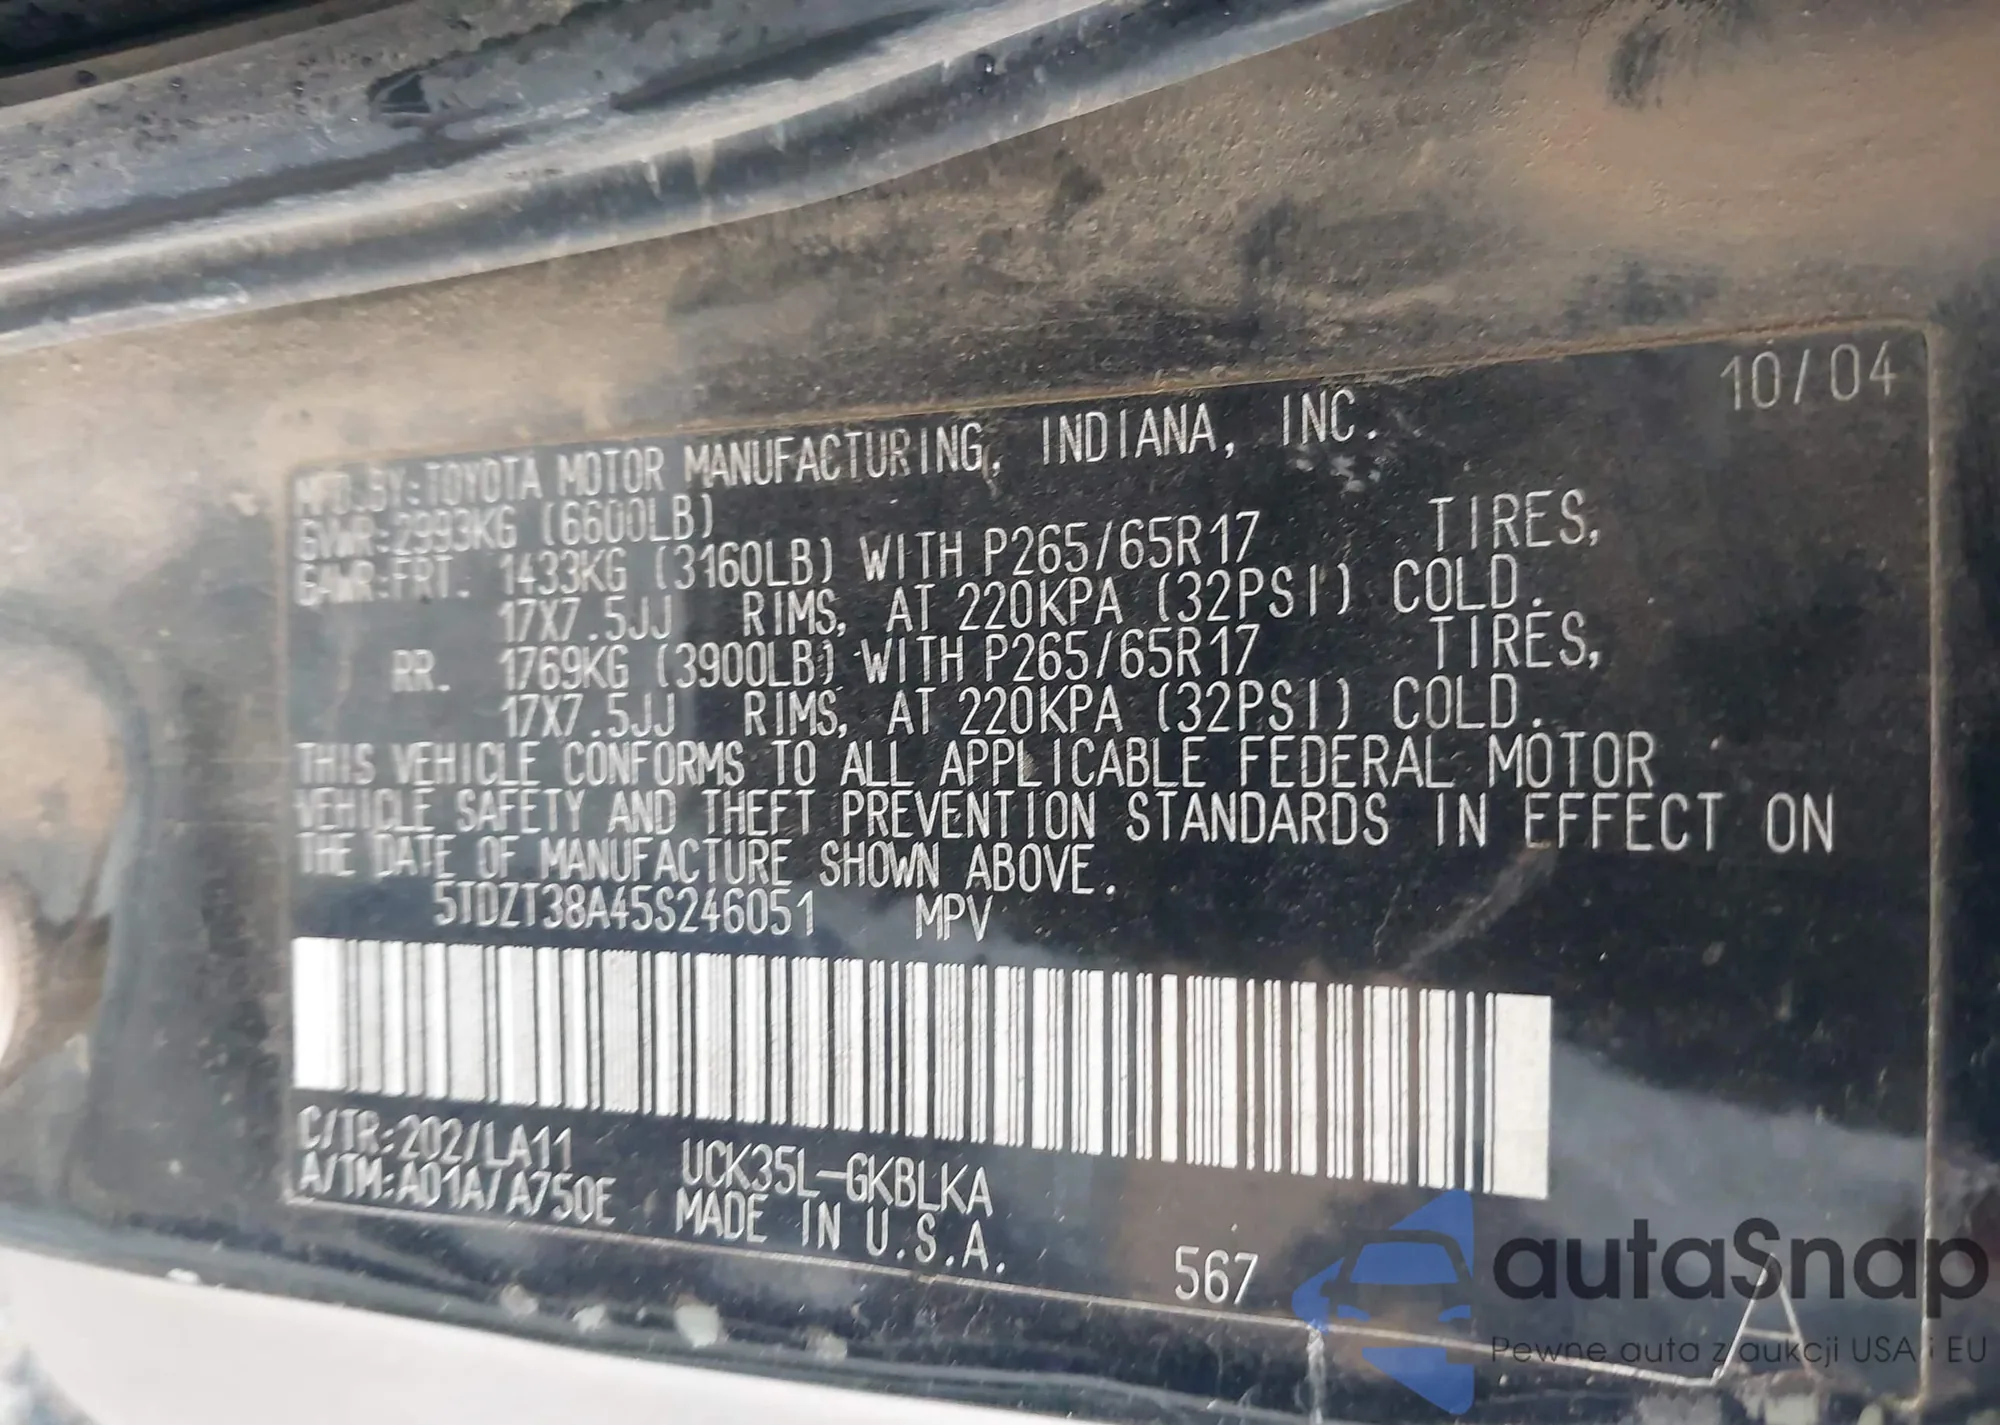 10/04
MFD.BY:TOYOTA MOTOR MANUFACTURING, INDIANA, INC.
GVWR:2993KG (6600LB)
GAWR:FRT. 1433KG (3160LB) WITH P265/65R17 TIRES,
17X7.5JJ RIMS, AT 220KPA (32PSI) COLD.
RR. 1769KG (3900LB) WITH P265/65R17 TIRES,
17X7.5JJ RIMS, AT 220KPA (32PSI) COLD.
THIS VEHICLE CONFORMS TO ALL APPLICABLE FEDERAL MOTOR
VEHICLE SAFETY AND THEFT PREVENTION STANDARDS IN EFFECT ON
THE DATE OF MANUFACTURE SHOWN ABOVE.
5TDZT38A45S246051 MPV
C/TR:202/LA11 UCK35L-GKBLKA
A/TM:A01A/A750E MADE IN U.S.A.
567
A
autaSnap
Pewne auta z aukcji USA i EU